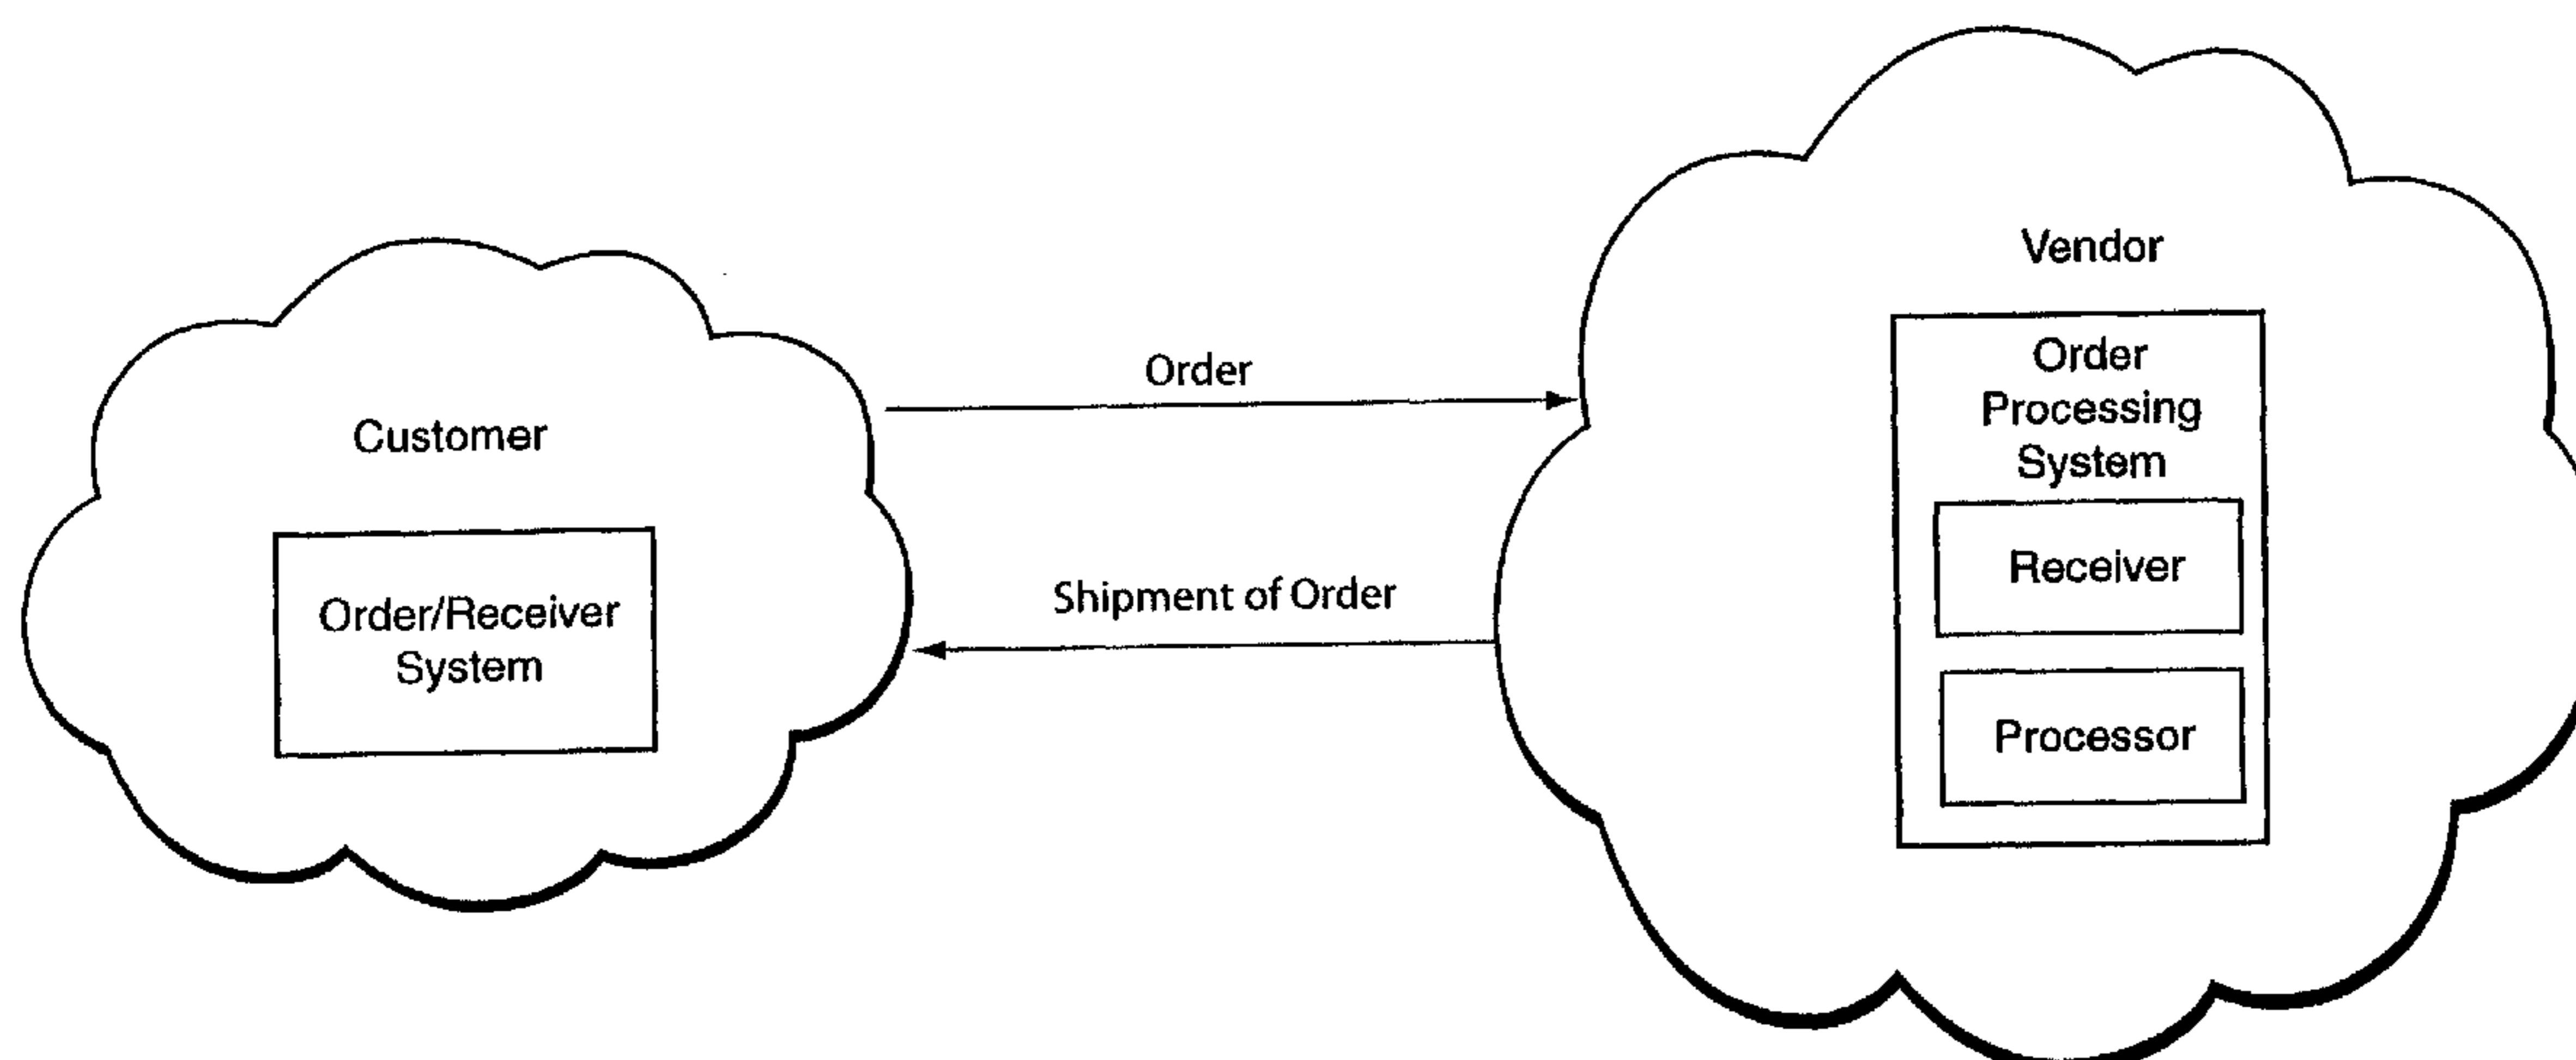 Customer
Order/Receiver
System
Order
Shipment of Order
Vendor
Order
Processing
System
Receiver
Processor